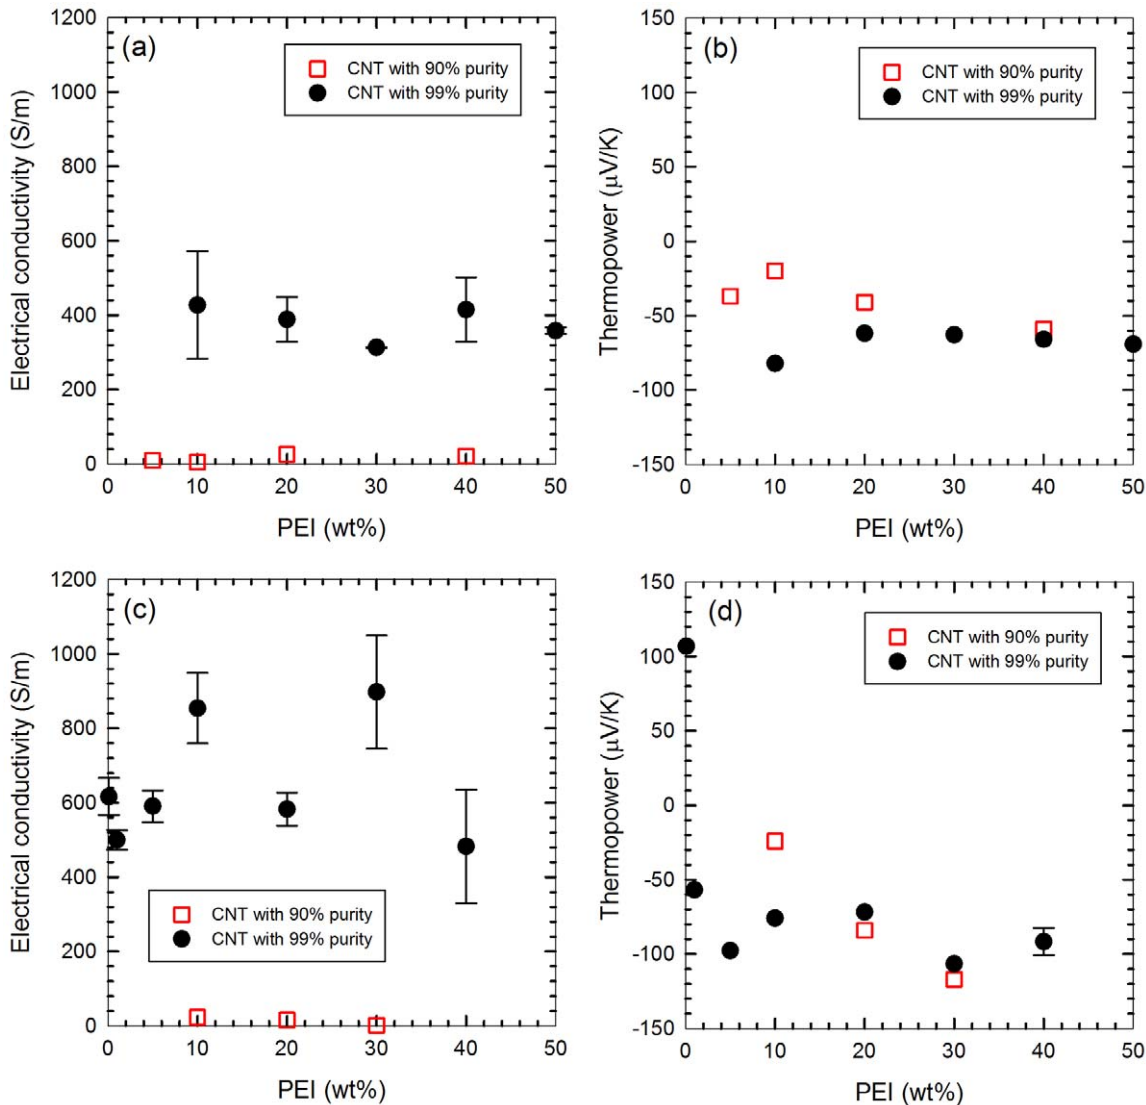 (a)
CNT with 90% purity
CNT with 99% purity
1200
1000
800
600
400
200
0
Electrical conductivity (S/m)
0 10 20 30 40 50
PEI (wt%)
(b)
CNT with 90% purity
CNT with 99% purity
150
100
50
0
-50
-100
-150
Thermopower (μV/K)
0 10 20 30 40 50
PEI (wt%)
(c)
1200
1000
800
600
400
200
0
Electrical conductivity (S/m)
CNT with 90% purity
CNT with 99% purity
0 10 20 30 40 50
PEI (wt%)
(d)
CNT with 90% purity
CNT with 99% purity
150
100
50
0
-50
-100
-150
Thermopower (μV/K)
0 10 20 30 40 50
PEI (wt%)